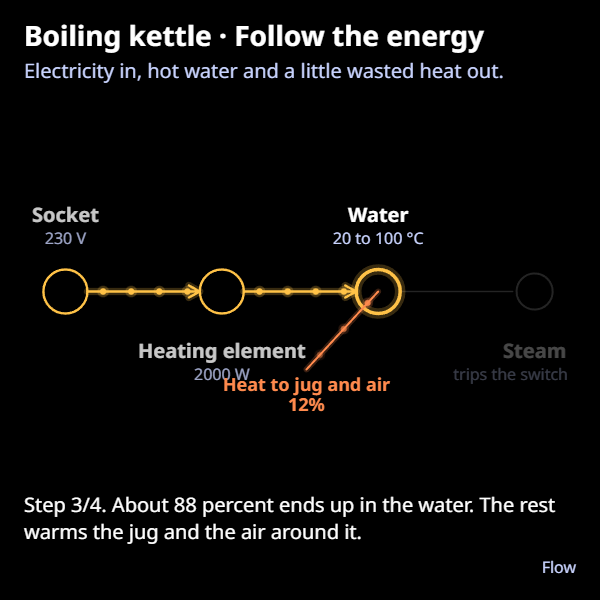 Boiling kettle · Follow the energy
Electricity in, hot water and a little wasted heat out.
Socket
230 V
Water
20 to 100 °C
Heating element
2000 W
Steam
trips the switch
Heat to jug and air
12%
Step 3/4. About 88 percent ends up in the water. The rest
warms the jug and the air around it.
Flow